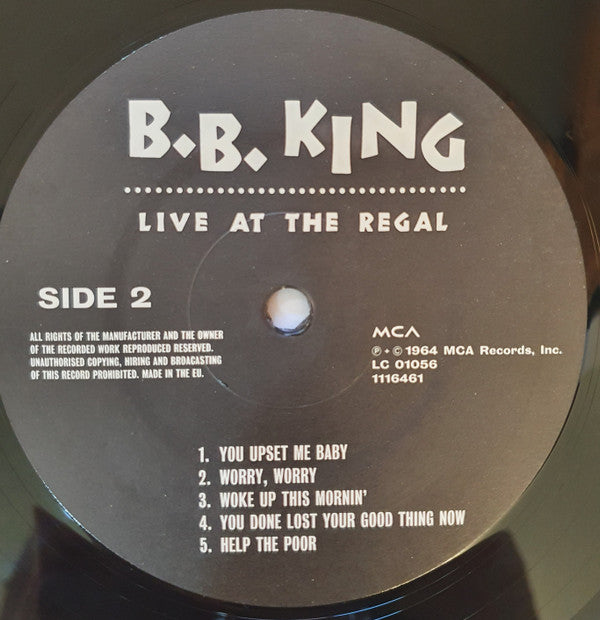 B.B. KING
LIVE AT THE REGAL
SIDE 2
ALL RIGHTS OF THE MANUFACTURER AND THE OWNER
OF THE RECORDED WORK REPRODUCED RESERVED.
UNAUTHORISED COPYING, HIRING AND BRDACASTING
OF THIS RECORD PROHIBITED. MADE IN THE EU.
MCA
℗ + © 1964 MCA Records, Inc.
LC 01056
1116461
1. YOU UPSET ME BABY
2. WORRY, WORRY
3. WOKE UP THIS MORNIN'
4. YOU DONE LOST YOUR GOOD THING NOW
5. HELP THE POOR